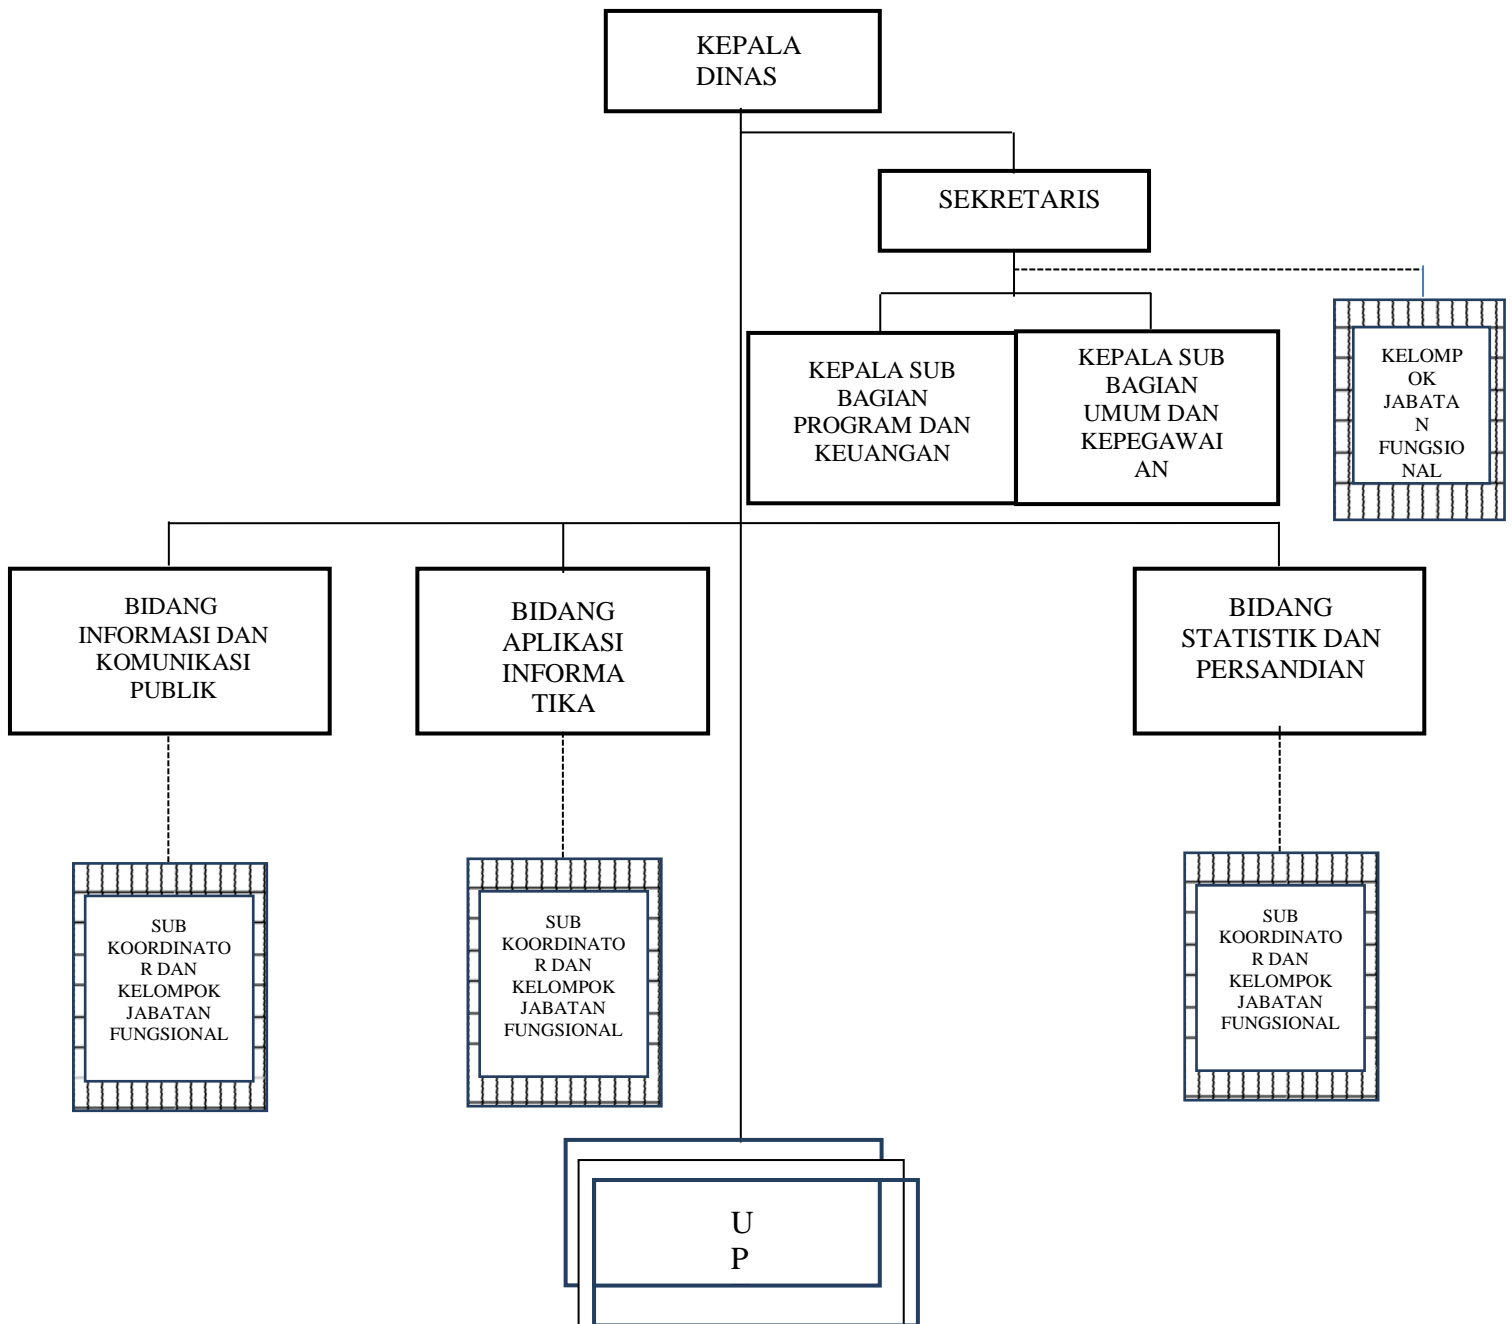 KEPALA
DINAS
SEKRETARIS
KEPALA SUB
BAGIAN
PROGRAM DAN
KEUANGAN
KEPALA SUB
BAGIAN
UMUM DAN
KEPEGAWAI
AN
KELOMP
OK
JABATA
N
FUNGSIO
NAL
BIDANG
INFORMASI DAN
KOMUNIKASI
PUBLIK
BIDANG
APLIKASI
INFORMA
TIKA
BIDANG
STATISTIK DAN
PERSANDIAN
SUB
KOORDINATO
R DAN
KELOMPOK
JABATAN
FUNGSIONAL
SUB
KOORDINATO
R DAN
KELOMPOK
JABATAN
FUNGSIONAL
SUB
KOORDINATO
R DAN
KELOMPOK
JABATAN
FUNGSIONAL
U
P